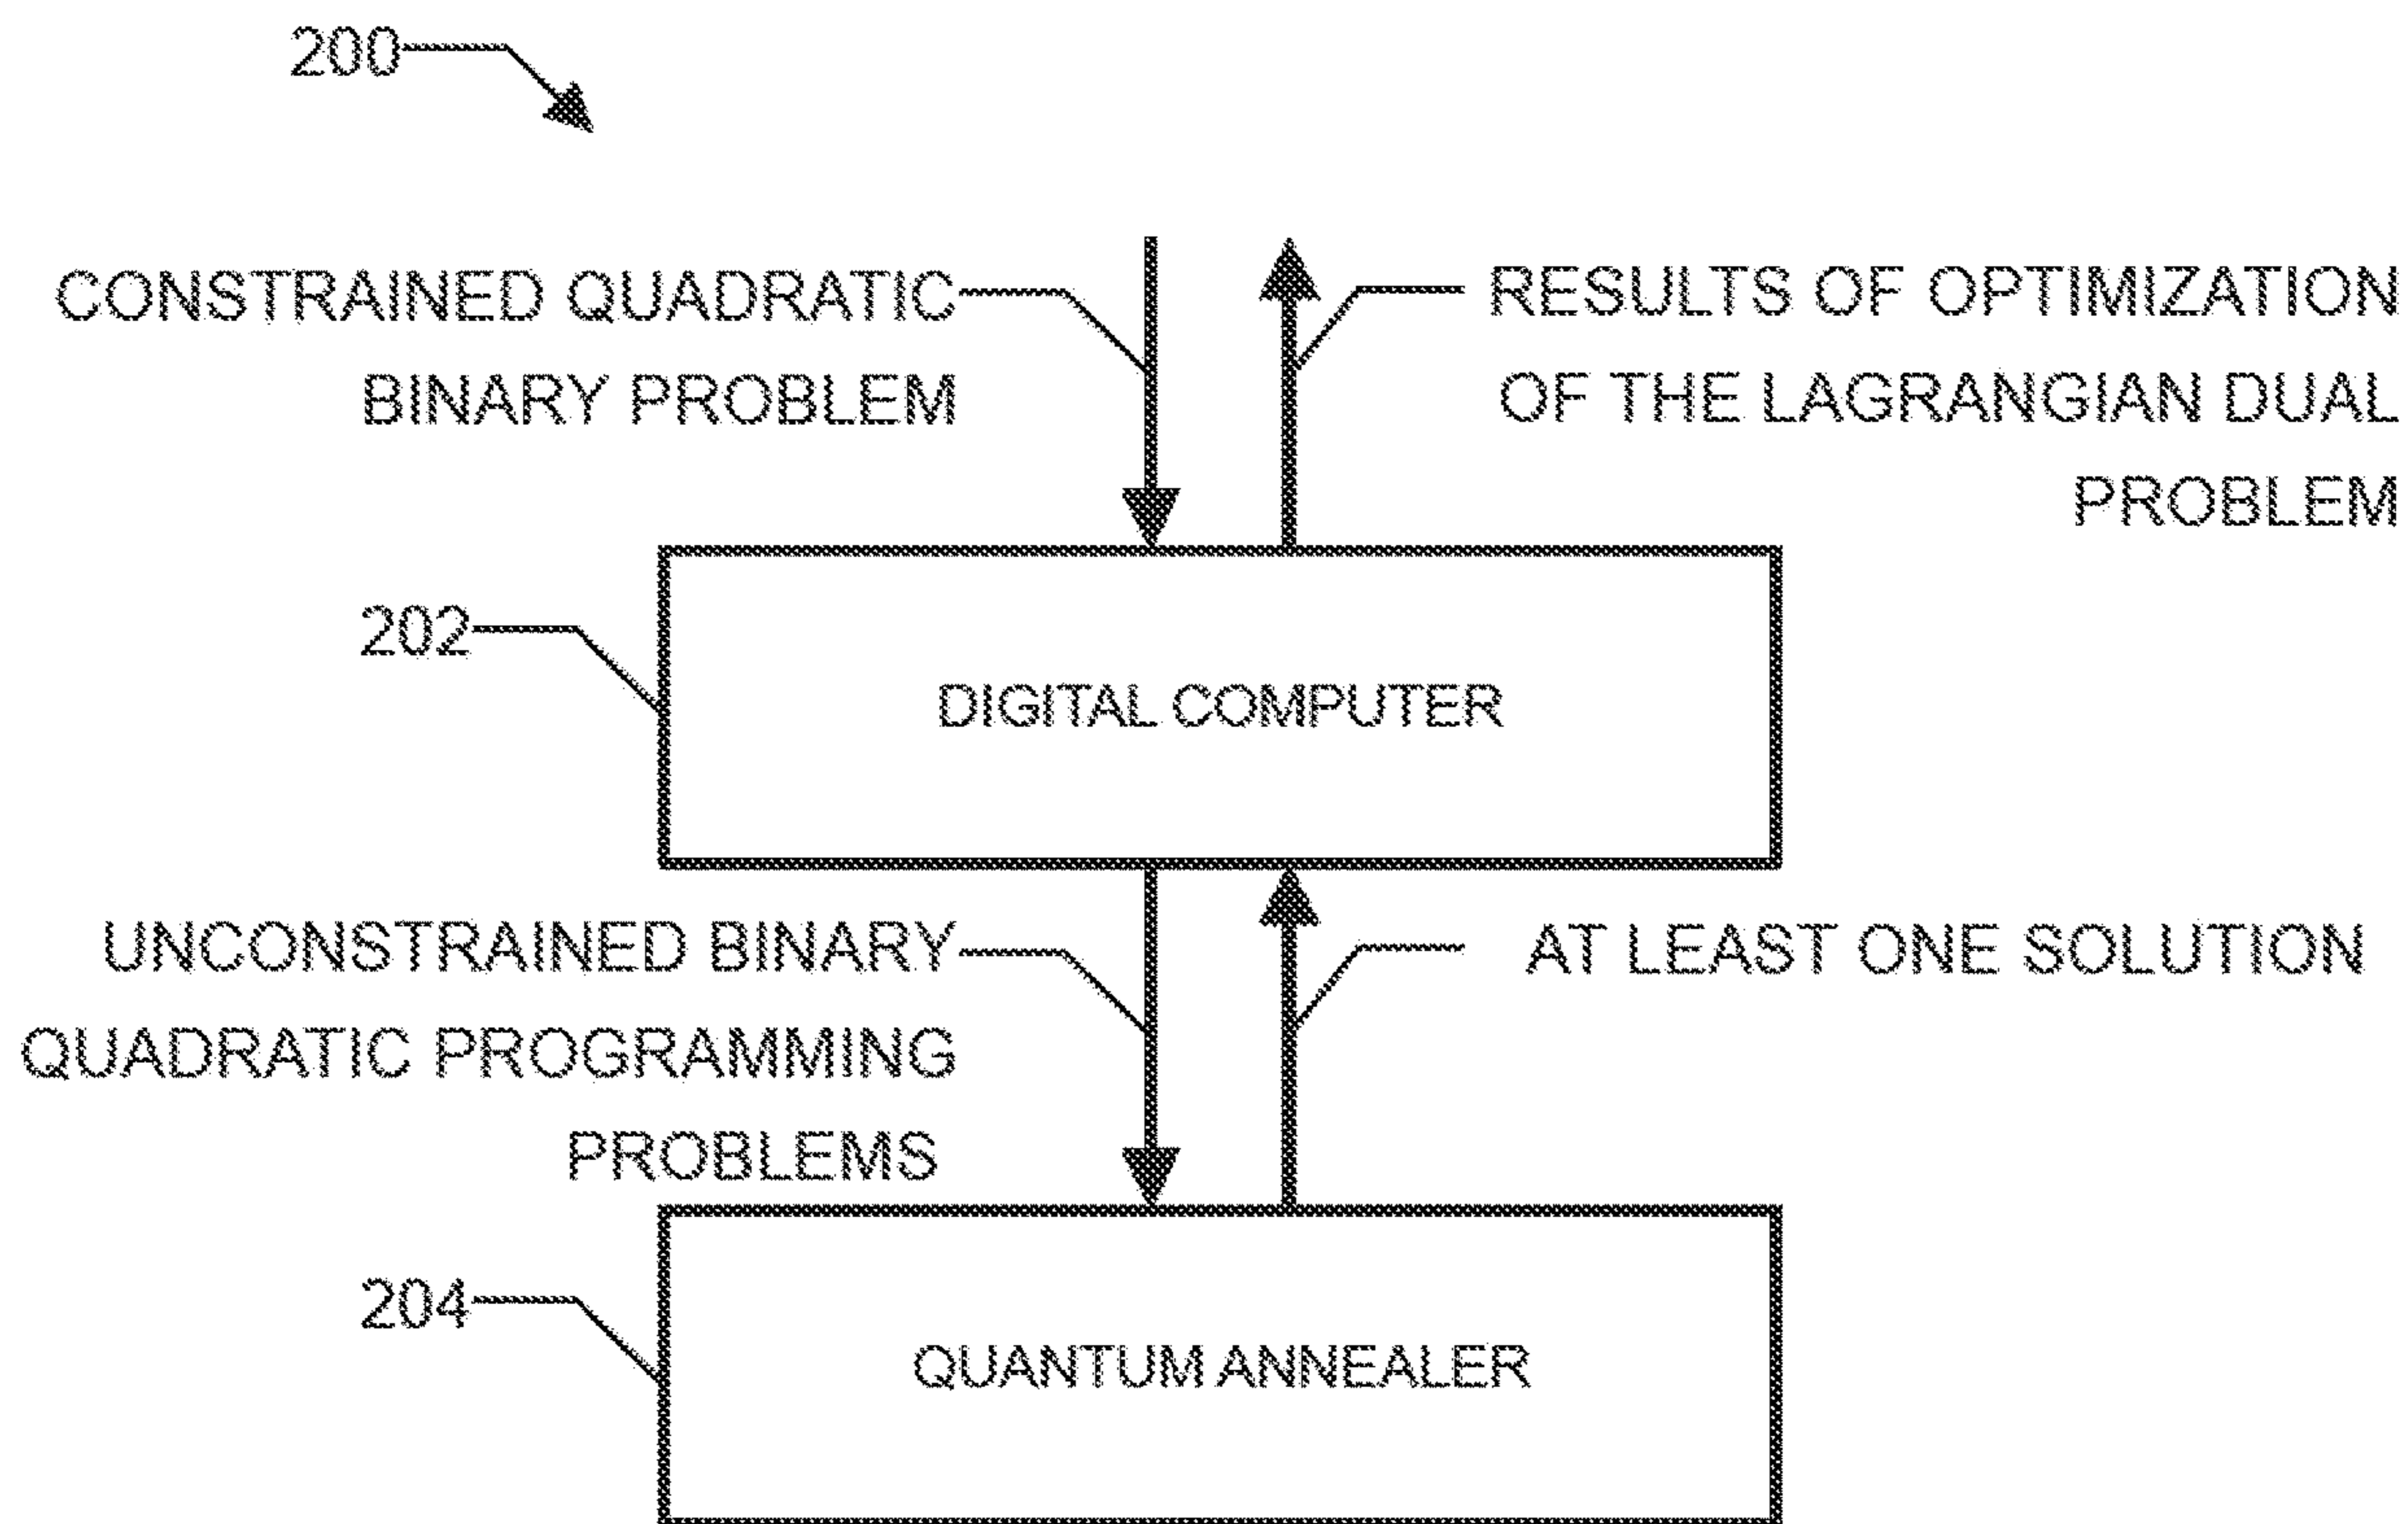 200
CONSTRAINED QUADRATIC
BINARY PROBLEM
RESULTS OF OPTIMIZATION
OF THE LAGRANGIAN DUAL
PROBLEM
202
DIGITAL COMPUTER
UNCONSTRAINED BINARY
QUADRATIC PROGRAMMING
PROBLEMS
AT LEAST ONE SOLUTION
204
QUANTUM ANNEALER